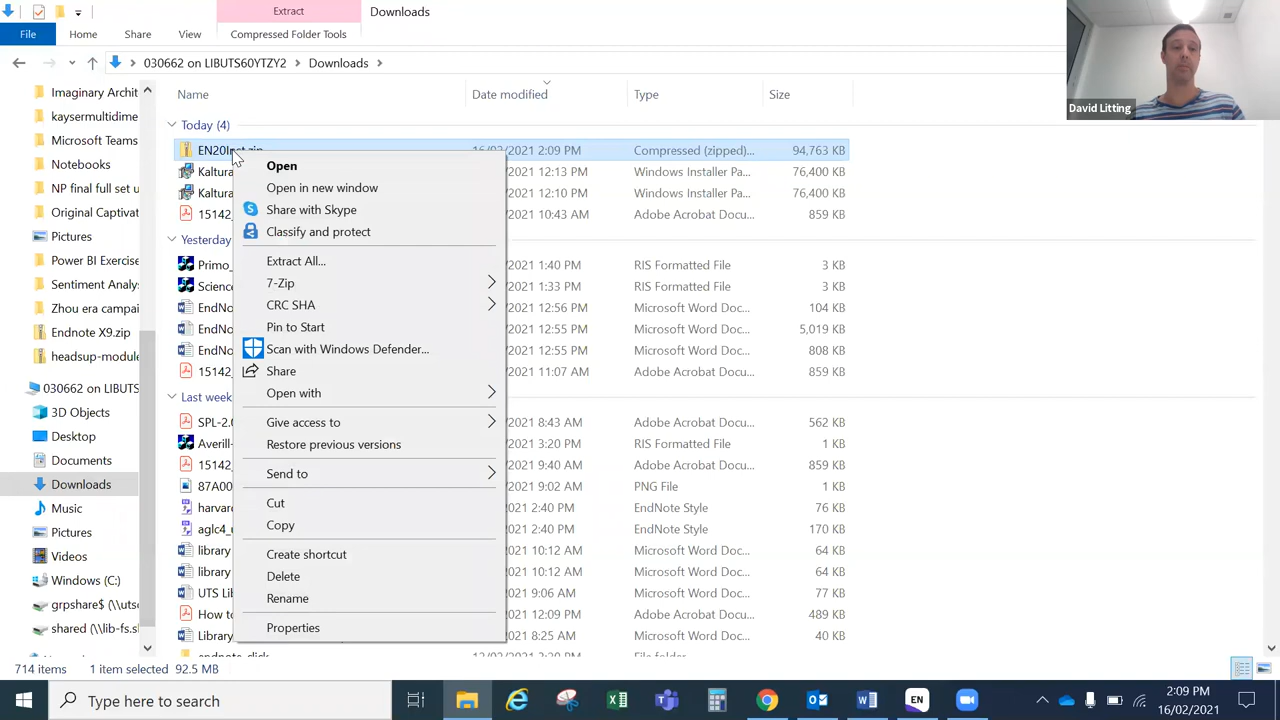 Extract
Downloads
File
Home
Share
View
Compressed Folder Tools
030662 on LIBUTS60YTZY2
Downloads
David Litting
Imaginary Archit
kaysermultidime
Microsoft Teams
Notebooks
NP final full set u
Original Captivat
Pictures
Power BI Exercise
Sentiment Analys
Zhou era campai
Endnote X9.zip
headsup-module
030662 on LIBUTS
3D Objects
Desktop
Documents
Downloads
Music
Pictures
Videos
Windows (C:)
grpshare$ (\\uts
shared (\\lib-fs.s
Name Date modified Type Size
Today (4)
16/02/2021 2:09 PM Compressed (zipped)... 94,763 KB
Kaltura 2021 12:13 PM Windows Installer Pa... 76,400 KB
Kaltura 2021 12:10 PM Windows Installer Pa... 76,400 KB
15142_ 2021 10:43 AM Adobe Acrobat Docu... 859 KB
Yesterday
Primo_ 2021 1:40 PM RIS Formatted File 3 KB
Science 2021 1:33 PM RIS Formatted File 3 KB
EndNo 2021 12:56 PM Microsoft Word Doc... 104 KB
EndNo 2021 12:55 PM Microsoft Word Doc... 5,019 KB
EndNo 2021 12:55 PM Microsoft Word Doc... 808 KB
15142_ 2021 11:07 AM Adobe Acrobat Docu... 859 KB
Last week
SPL-2.0 2021 8:43 AM Adobe Acrobat Docu... 562 KB
Averill- 2021 3:20 PM RIS Formatted File 1 KB
15142_ 2021 9:40 AM Adobe Acrobat Docu... 859 KB
87A00 2021 9:02 AM PNG File 1 KB
harvar 2021 2:40 PM EndNote Style 76 KB
aglc4_u 2021 2:40 PM EndNote Style 170 KB
library 2021 10:12 AM Microsoft Word Doc... 64 KB
library 2021 10:12 AM Microsoft Word Doc... 64 KB
UTS Lil 2021 9:06 AM Microsoft Word Doc... 77 KB
How to 2021 12:09 PM Adobe Acrobat Docu... 489 KB
Library 2021 8:25 AM Microsoft Word Doc... 40 KB
endnote_click File folder
Open
Open in new window
Share with Skype
Classify and protect
Extract All...
7-Zip
CRC SHA
Pin to Start
Scan with Windows Defender...
Share
Open with
Give access to
Restore previous versions
Send to
Cut
Copy
Create shortcut
Delete
Rename
Properties
714 items 1 item selected 92.5 MB
Type here to search
EN
2:09 PM
16/02/2021